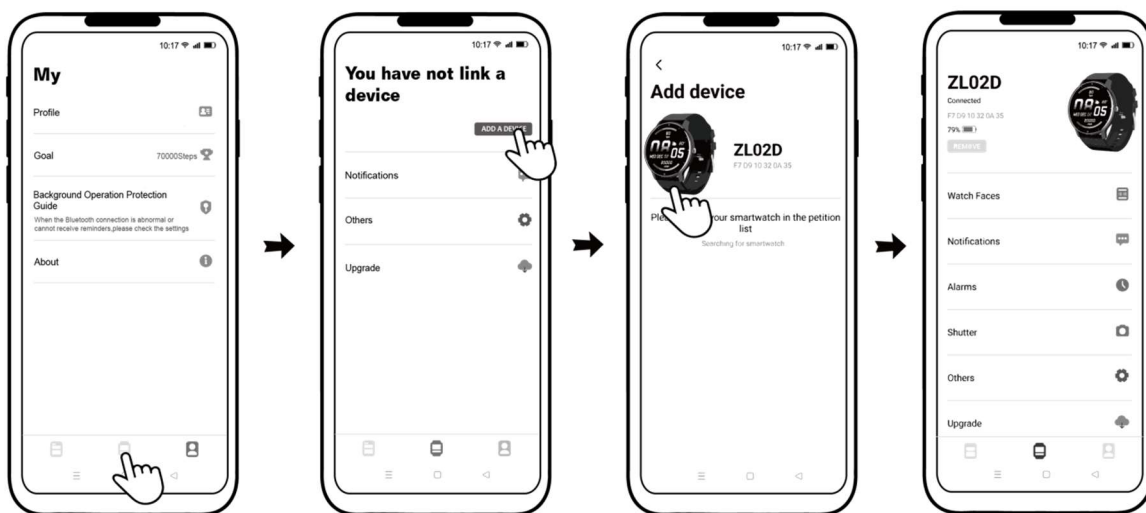 10:17
My
Profile
Goal
70000Steps
Background Operation Protection
Guide
When the Bluetooth connection is abnormal or
cannot receive reminders,please check the settings
About
10:17
You have not link a
device
ADD A DEVICE
Notifications
Others
Upgrade
10:17
Add device
ZL02D
F7 D9 10 32 0A 35
your smartwatch in the petition
list
Searching for smartwatch
10:17
ZL02D
Connected
F7 D9 10 32 0A 35
79%
REMOVE
Watch Faces
Notifications
Alarms
Shutter
Others
Upgrade